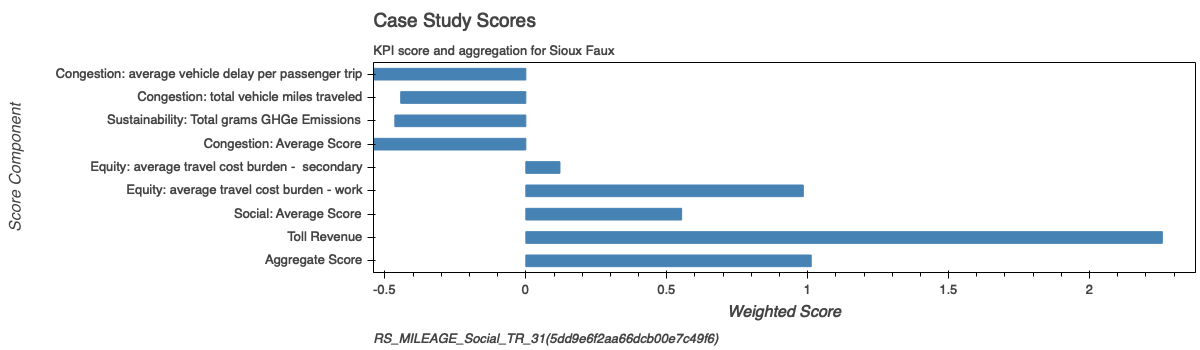 Case Study Scores
KPI score and aggregation for Sioux Faux
Score Component
Congestion: average vehicle delay per passenger trip
Congestion: total vehicle miles traveled
Sustainability: Total grams GHGe Emissions
Congestion: Average Score
Equity: average travel cost burden -  secondary
Equity: average travel cost burden - work
Social: Average Score
Toll Revenue
Aggregate Score
-0.5 0 0.5 1 1.5 2
Weighted Score
RS_MILEAGE_Social_TR_31(5dd9e6f2aa66dcb00e7c49f6)